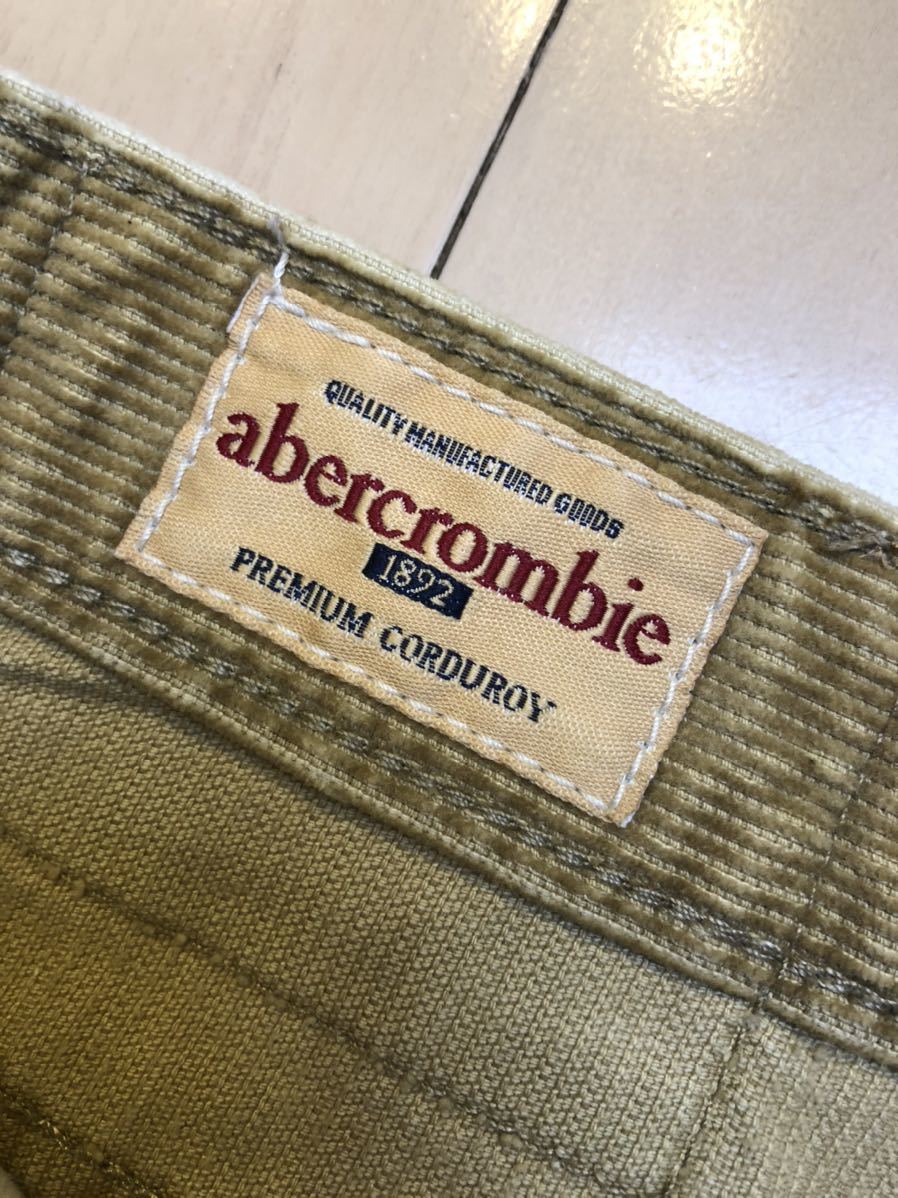 QUALITY MANUFACTURED GOODS
abercrombie
1892
PREMIUM CORDUROY